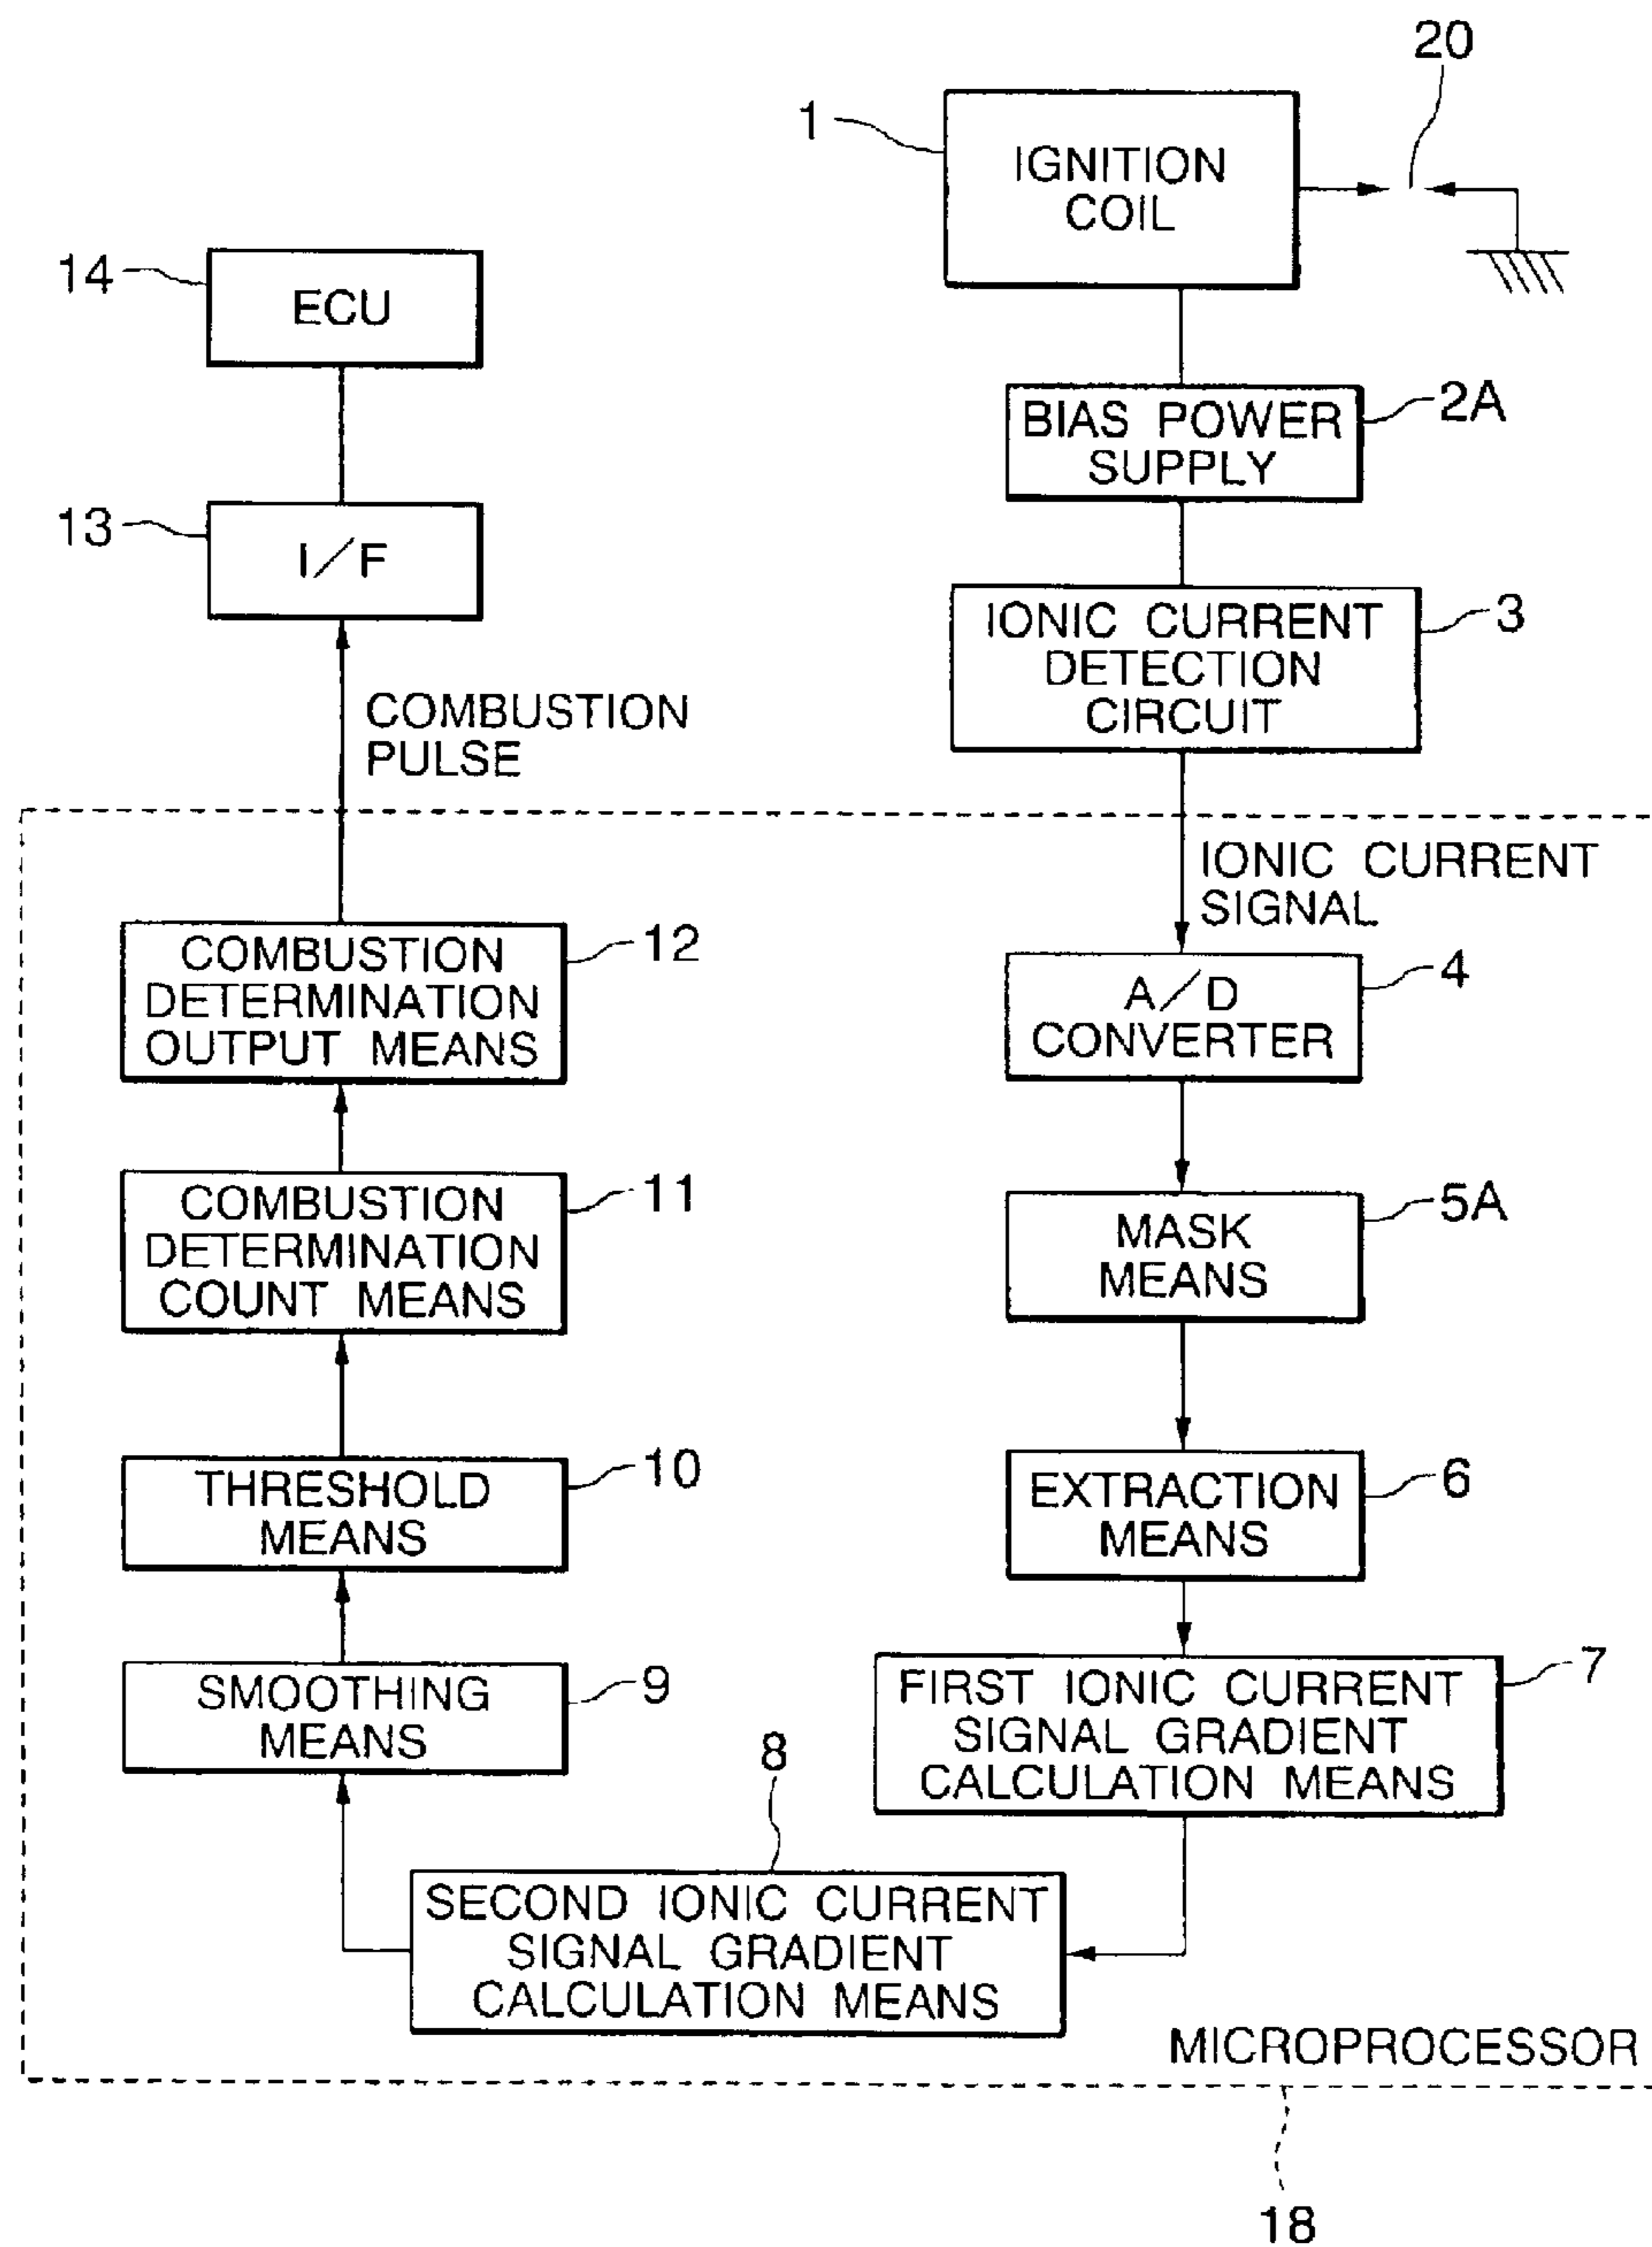 20
1
IGNITION
COIL
14
ECU
2A
BIAS POWER
SUPPLY
13
I/F
3
IONIC CURRENT
DETECTION
CIRCUIT
COMBUSTION
PULSE
IONIC CURRENT
SIGNAL
12
COMBUSTION
DETERMINATION
OUTPUT MEANS
4
A/D
CONVERTER
11
COMBUSTION
DETERMINATION
COUNT MEANS
5A
MASK
MEANS
10
THRESHOLD
MEANS
6
EXTRACTION
MEANS
9
SMOOTHING
MEANS
7
FIRST IONIC CURRENT
SIGNAL GRADIENT
CALCULATION MEANS
8
SECOND IONIC CURRENT
SIGNAL GRADIENT
CALCULATION MEANS
MICROPROCESSOR
18